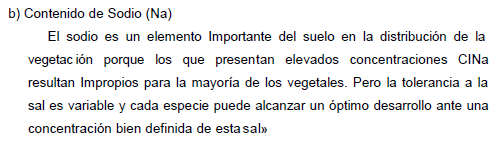 b) Contenido de Sodio (Na)
El sodio es un elemento Importante del suelo en la distribución de la
vegetación porque los que presentan elevados concentraciones CINa
resultan Impropios para la mayoría de los vegetales. Pero la tolerancia a la
sal es variable y cada especie puede alcanzar un óptimo desarrollo ante una
concentración bien definida de esta sal»